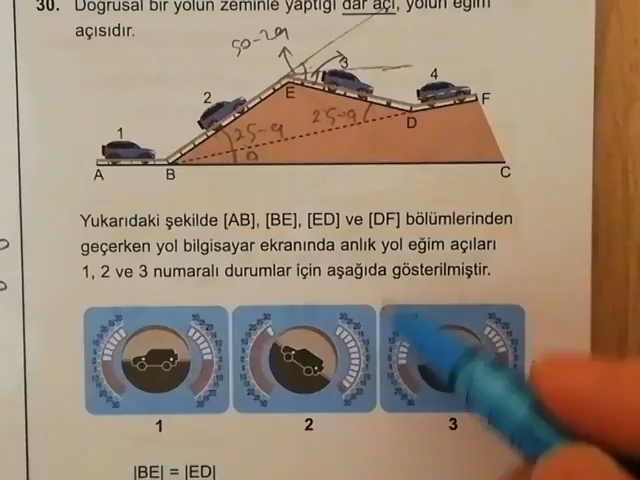 30. Doğrusal bir yolun zeminle yaptığı dar açı, yolun eğim
açısıdır.
50-2a
1
2
3
4
E
F
D
25-a
25-a
a
A
B
C
Yukarıdaki şekilde [AB], [BE], [ED] ve [DF] bölümlerinden
geçerken yol bilgisayar ekranında anlık yol eğim açıları
1, 2 ve 3 numaralı durumlar için aşağıda gösterilmiştir.
1
2
3
|BE| = |ED|